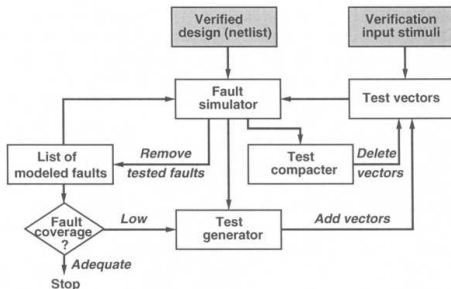 Verified
design (netlist)
Verification
input stimuli
Fault
simulator
Test vectors
List of
modeled faults
Remove
tested faults
Test
compacter
Delete
vectors
Fault
coverage
?
Low
Test
generator
Add vectors
Adequate
Stop